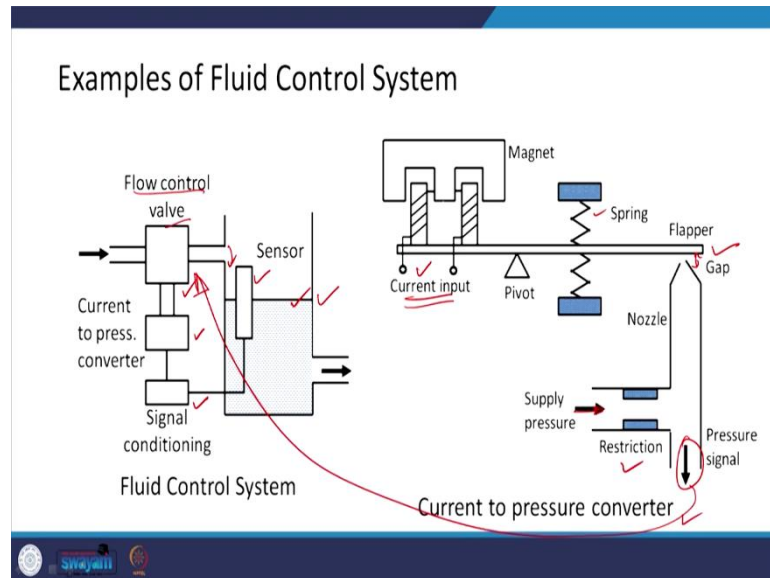 Examples of Fluid Control System
Flow control
valve
Sensor
Current
to press.
converter
Signal
conditioning
Fluid Control System
Magnet
Spring
Flapper
Gap
Current input
Pivot
Nozzle
Supply
pressure
Restriction
Pressure
signal
Current to pressure converter
swayam